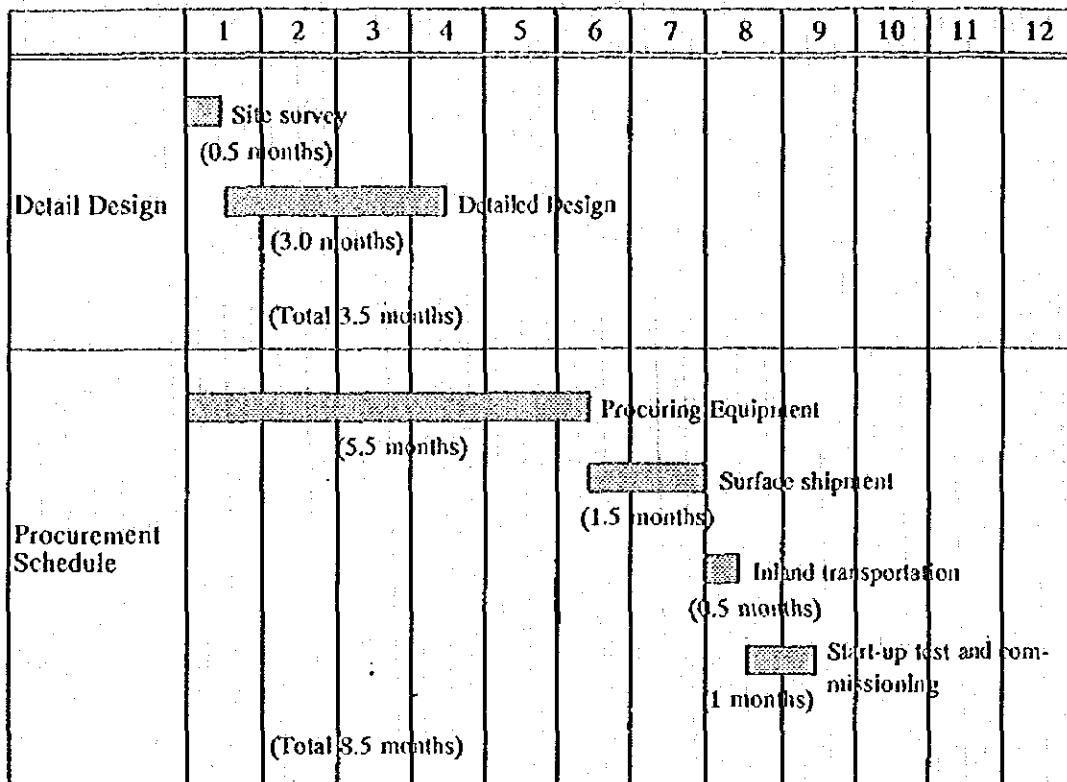 1 2 3 4 5 6 7 8 9 10 11 12
Site survey
(0.5 months)
Detail Design
Detailed Design
(3.0 months)
(Total 3.5 months)
Procuring Equipment
(5.5 months)
Surface shipment
(1.5 months)
Procurement
Schedule
Inland transportation
(0.5 months)
Start-up test and com-
missioning
(1 months)
(Total 8.5 months)